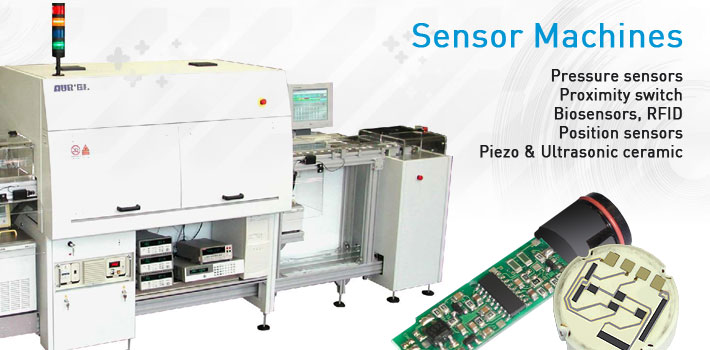 Sensor Machines
Pressure sensors
Proximity switch
Biosensors, RFID
Position sensors
Piezo & Ultrasonic ceramic